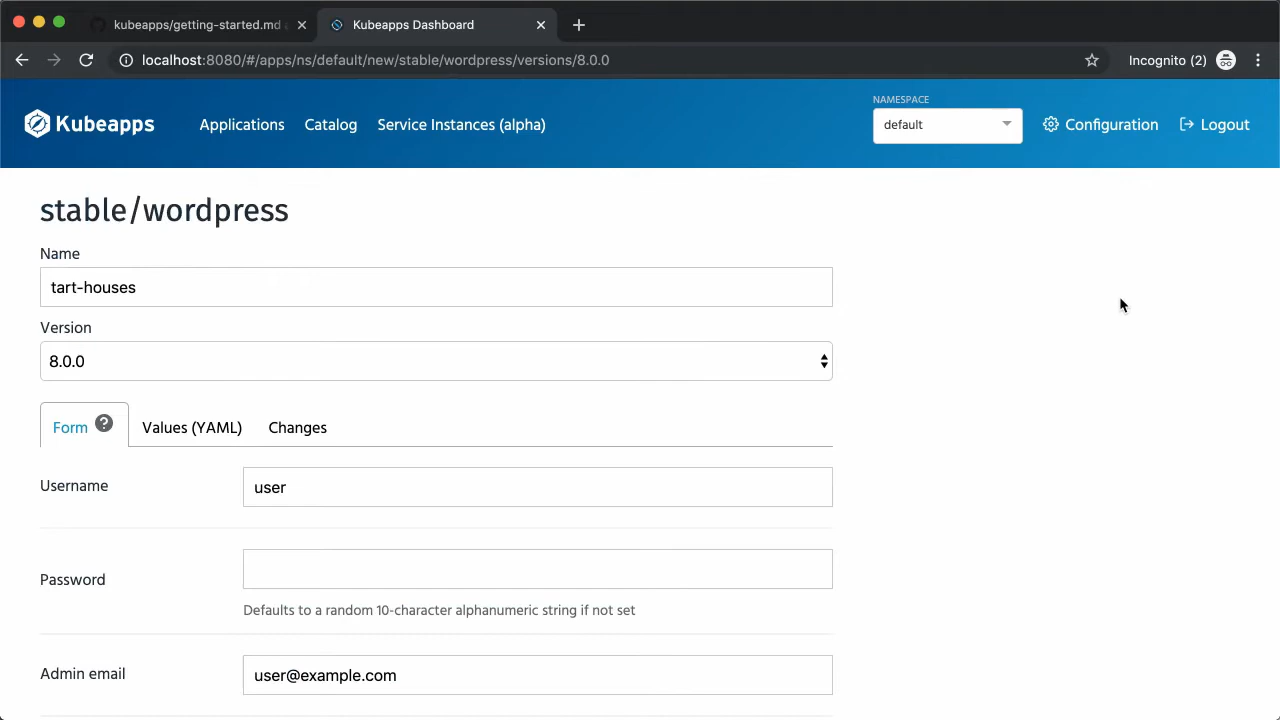 kubeapps/getting-started.md
Kubeapps Dashboard
localhost:8080/#/apps/ns/default/new/stable/wordpress/versions/8.0.0
Incognito (2)
Kubeapps
Applications
Catalog
Service Instances (alpha)
NAMESPACE
default
Configuration
Logout
stable/wordpress
Name
tart-houses
Version
8.0.0
Form ?
Values (YAML)
Changes
Username
user
Password
Defaults to a random 10-character alphanumeric string if not set
Admin email
user@example.com